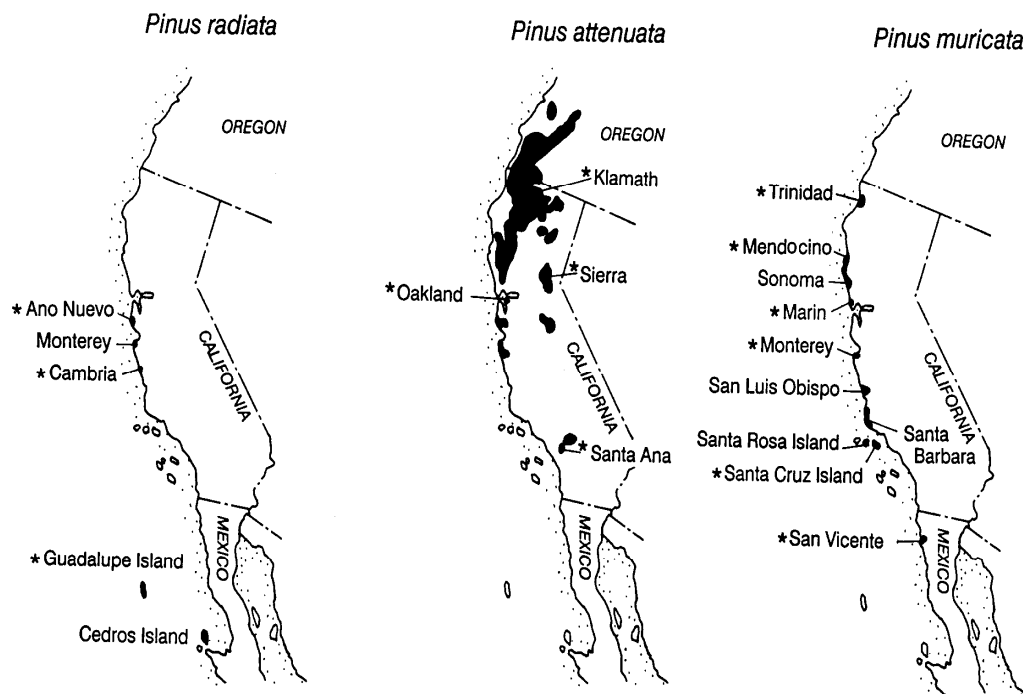 Pinus radiata
OREGON
* Ano Nuevo
Monterey
* Cambria
CALIFORNIA
MEXICO
* Guadalupe Island
Cedros Island
Pinus attenuata
OREGON
* Klamath
* Sierra
* Oakland
CALIFORNIA
* Santa Ana
MEXICO
Pinus muricata
OREGON
* Trinidad
* Mendocino
Sonoma
* Marin
* Monterey
San Luis Obispo
CALIFORNIA
Santa
Barbara
Santa Rosa Island
* Santa Cruz Island
* San Vicente
MEXICO